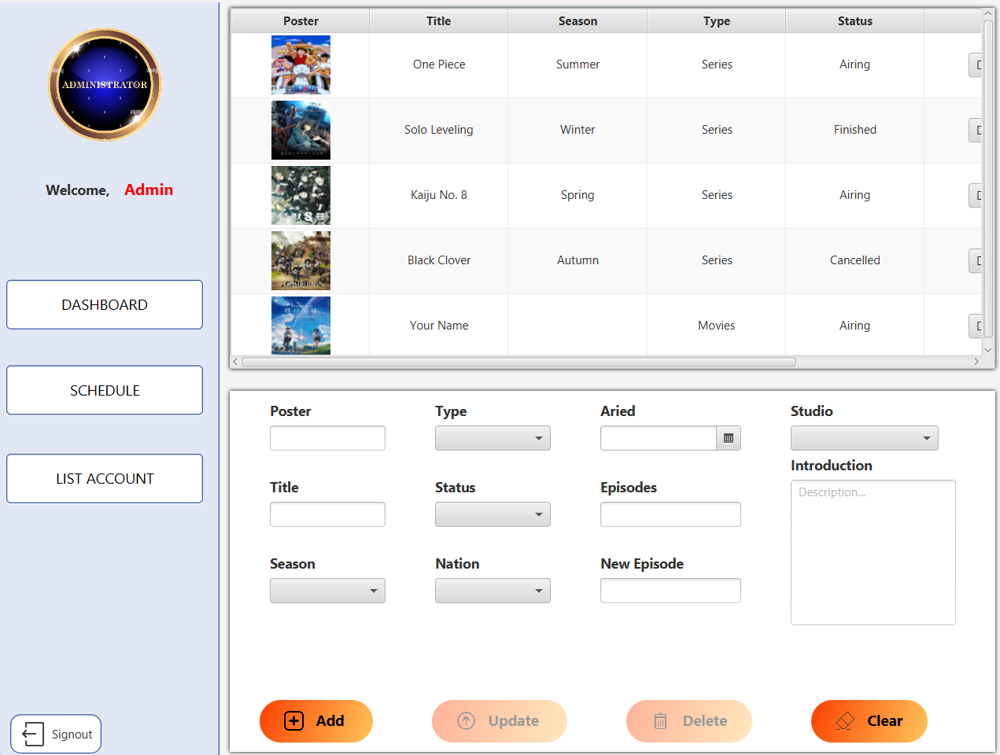 ADMINISTRATOR
Welcome, Admin
DASHBOARD
SCHEDULE
LIST ACCOUNT
Signout
Poster Title Season Type Status
One Piece Summer Series Airing
Solo Leveling Winter Series Finished
Kaiju No. 8 Spring Series Airing
Black Clover Autumn Series Cancelled
Your Name Movies Airing
Poster Type Aried Studio
Introduction
Description...
Title Status Episodes
Season Nation New Episode
Add Update Delete Clear